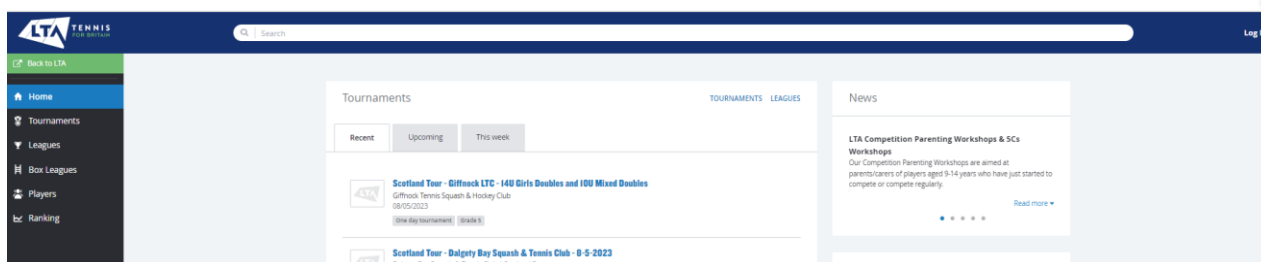 LTA TENNIS
FOR BRITAIN
Search
Log
Back to LTA
Home
Tournaments
Leagues
Box Leagues
Players
Ranking
Tournaments
TOURNAMENTS LEAGUES
Recent Upcoming This week
Scotland Tour - Giffnock LTC - 14U Girls Doubles and 10U Mixed Doubles
Giffnock Tennis Squash & Hockey Club
08/05/2023
One day tournament Grade 5
Scotland Tour - Dalgety Bay Squash & Tennis Club - 8-5-2023
News
LTA Competition Parenting Workshops & 5Cs
Workshops
Our Competition Parenting Workshops are aimed at
parents/carers of players aged 9-14 years who have just started to
compete or compete regularly.
Read more